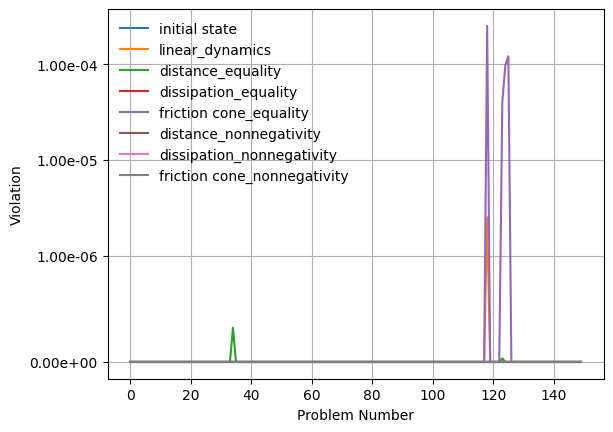 initial state
linear_dynamics
distance_equality
dissipation_equality
friction cone_equality
distance_nonnegativity
dissipation_nonnegativity
friction cone_nonnegativity
1.00e-04
1.00e-05
1.00e-06
0.00e+00
Violation
0 20 40 60 80 100 120 140
Problem Number